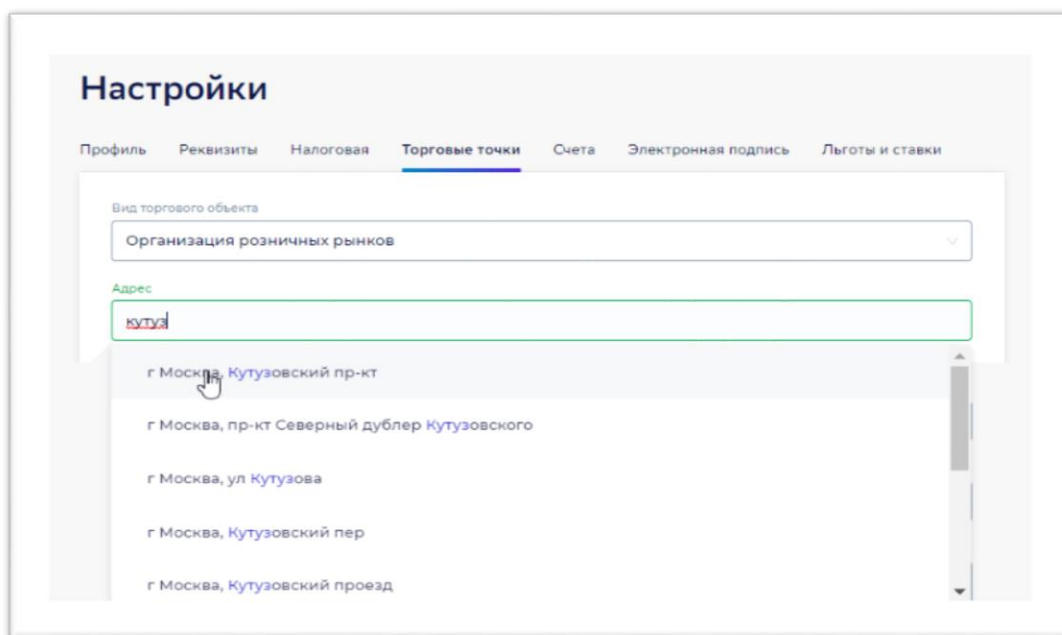 Настройки
Профиль Реквизиты Налоговая Торговые точки Счета Электронная подпись Льготы и ставки
Вид торгового объекта
Организация розничных рынков
Адрес
кутуз
г Москва, Кутузовский пр-кт
г Москва, пр-кт Северный дублер Кутузовского
г Москва, ул Кутузова
г Москва, Кутузовский пер
г Москва, Кутузовский проезд